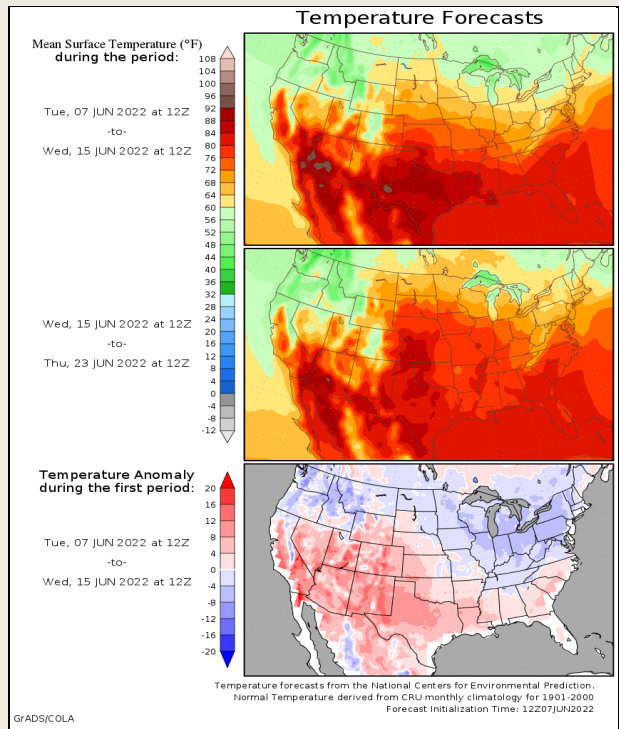 Temperature Forecasts
Mean Surface Temperature (°F)
during the period:
Tue, 07 JUN 2022 at 12Z
-to-
Wed, 15 JUN 2022 at 12Z
108
104
100
96
92
88
84
80
76
72
68
64
60
56
52
48
44
40
36
32
28
24
20
16
12
8
4
0
-4
-8
-12
Wed, 15 JUN 2022 at 12Z
-to-
Thu, 23 JUN 2022 at 12Z
Temperature Anomaly
during the first period:
Tue, 07 JUN 2022 at 12Z
-to-
Wed, 15 JUN 2022 at 12Z
20
16
12
8
4
0
-4
-8
-12
-16
-20
Temperature forecasts from the National Centers for Environmental Prediction.
Normal Temperature derived from CRU monthly climatology for 1901-2000
Forecast Initialization Time: 12Z07JUN2022
GrADS/COLA